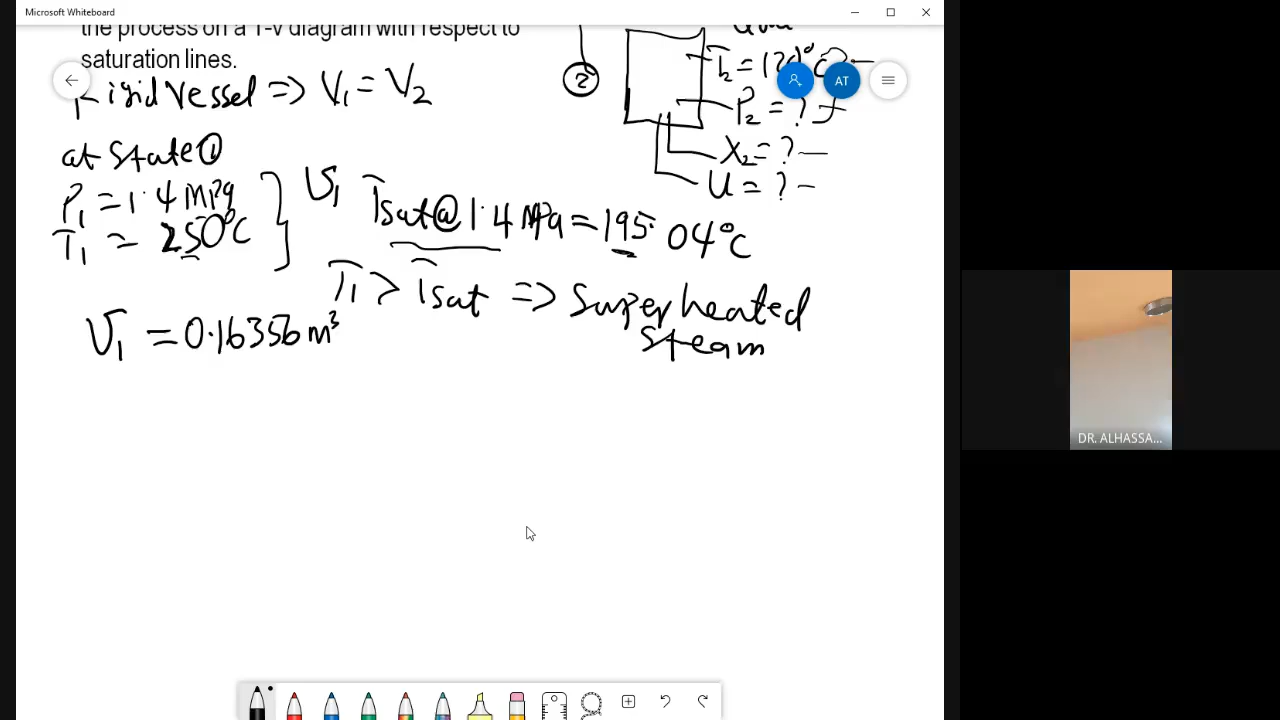 Microsoft Whiteboard
the process on a T-v diagram with respect to
saturation lines.
Rigid Vessel => V1 = V2
at State ①
P1 = 1.4 MPa
T1 = 250°C
V1
Tsat@1.4 MPa = 195.04°C
T1 > Tsat => Superheated
Steam
V1 = 0.16356 m³
②
P2 = ?
X2 = ?
U = ?
AT
DR. ALHASSA...